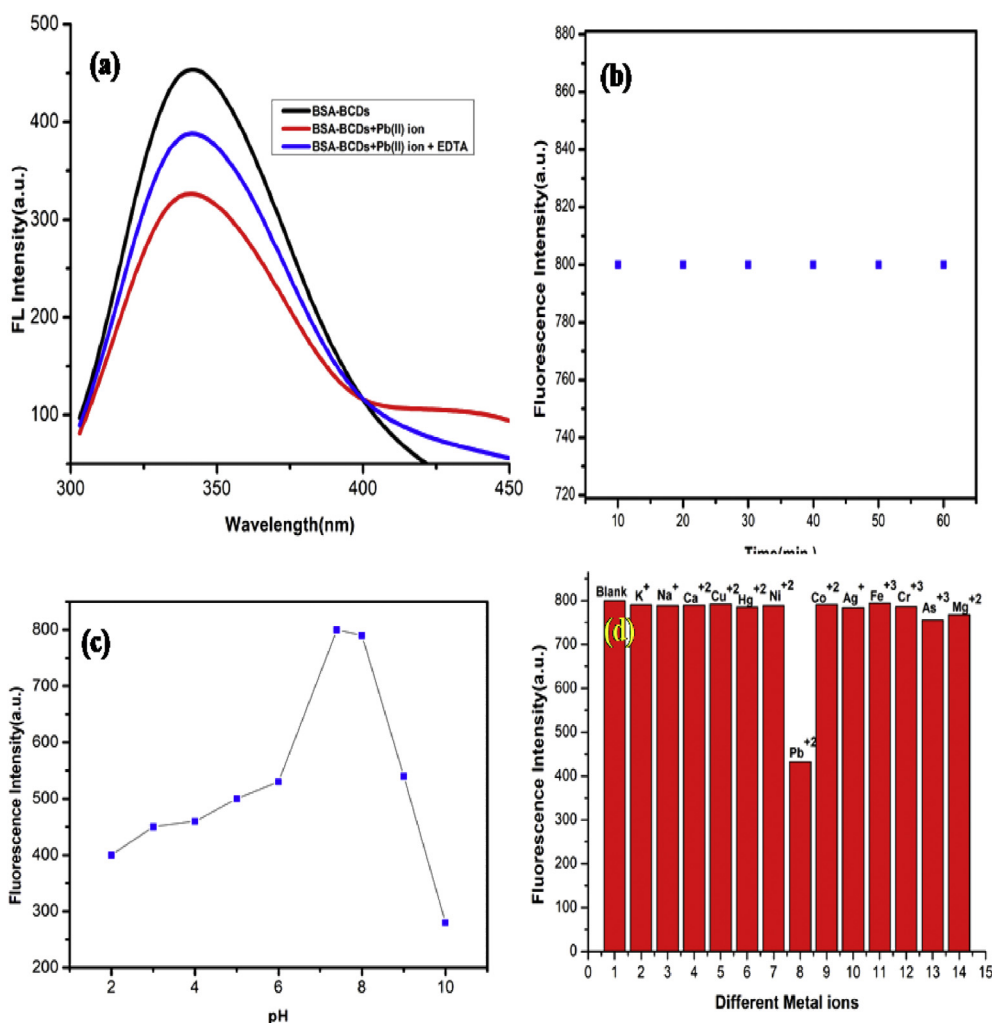 500
400
300
200
100
300
350
400
450
FL Intensity(a.u.)
Wavelength(nm)
(a)
BSA-BCDs
BSA-BCDs+Pb(II) ion
BSA-BCDs+Pb(II) ion + EDTA
880
860
840
820
800
780
760
740
720
10
20
30
40
50
60
Fluorescence Intensity(a.u.)
Time(min.)
(b)
800
700
600
500
400
300
200
2
4
6
8
10
Fluorescence Intensity(a.u.)
pH
(c)
800
700
600
500
400
300
200
100
0
0 1 2 3 4 5 6 7 8 9 10 11 12 13 14 15
Fluorescence Intensity(a.u.)
Different Metal ions
(d)
Blank
K+
Na+
Ca+2
Cu+2
Hg+2
Ni+2
Pb+2
Co+2
Ag+
Fe+3
Cr+3
As+3
Mg+2